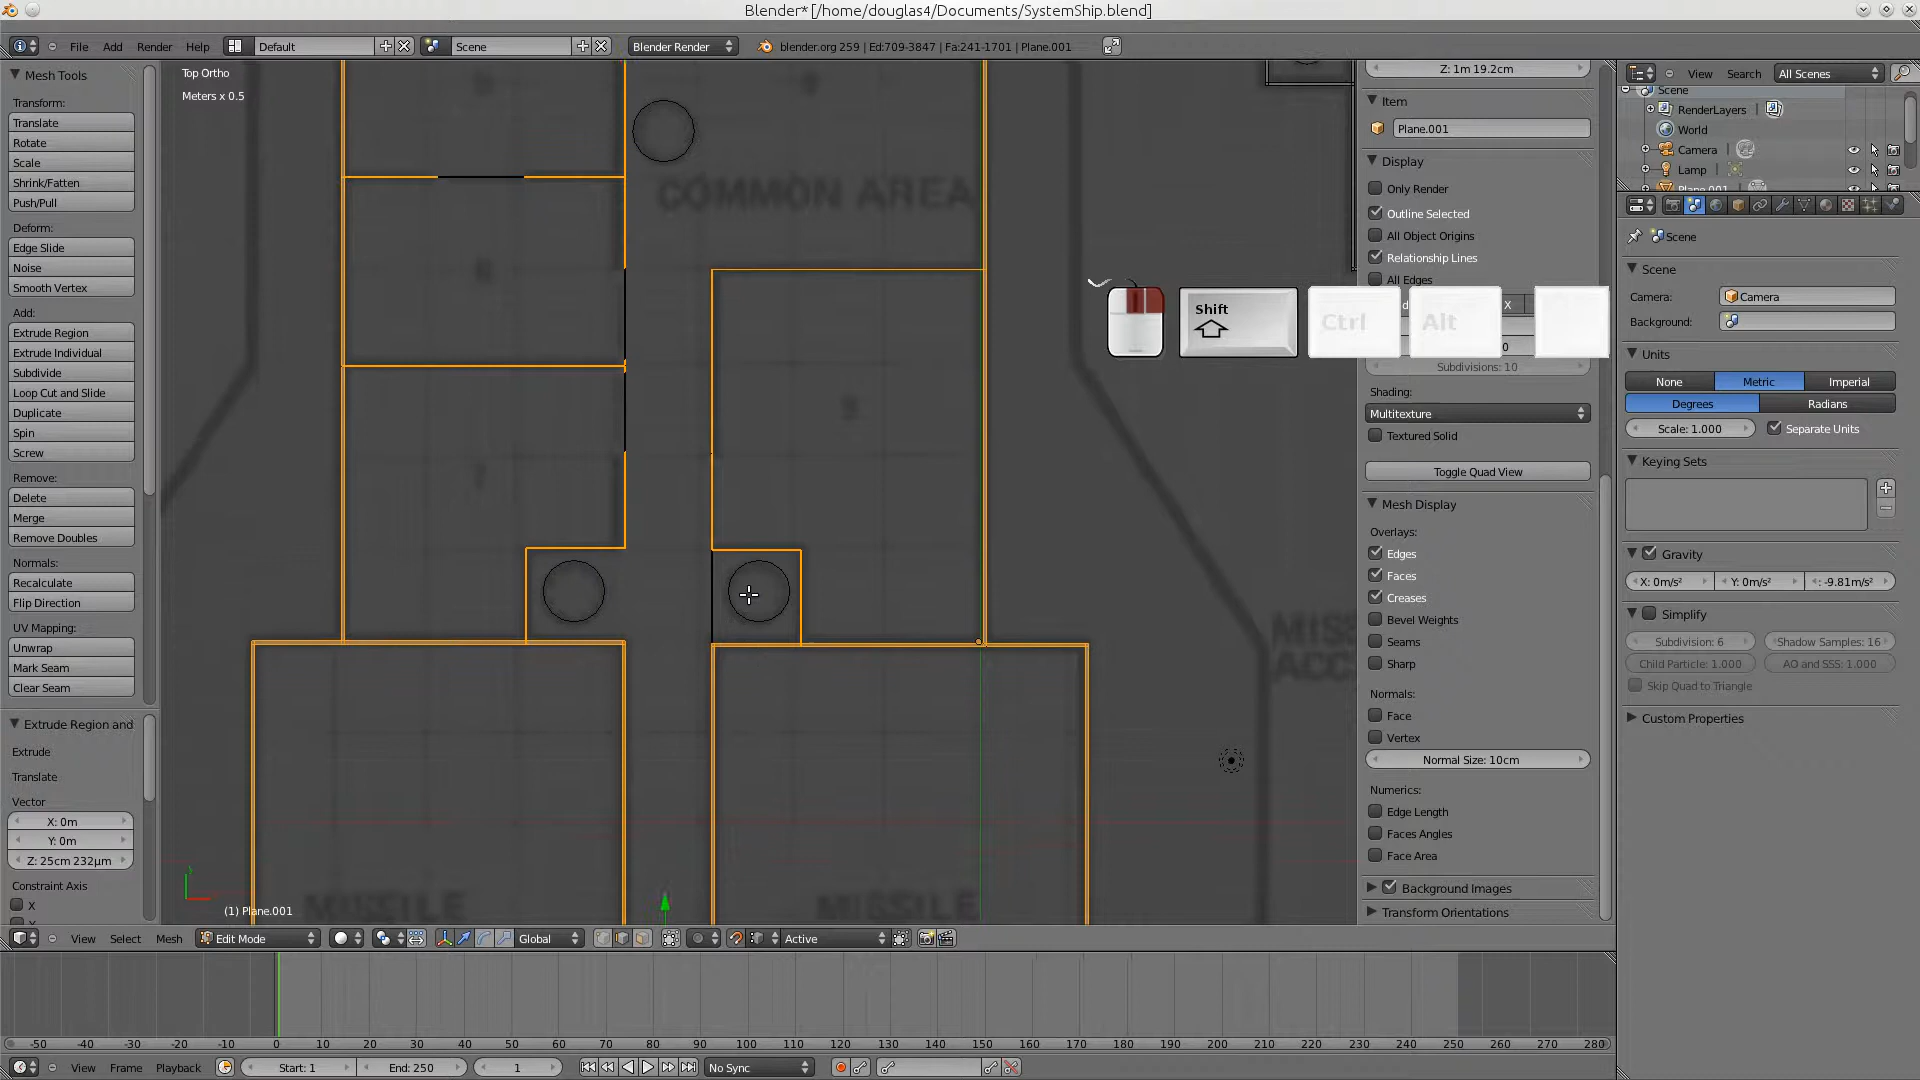 Blender* [/home/douglas4/Documents/SystemShip.blend]
File Add Render Help Default Scene Blender Render blender.org 259 | Ed:709-3847 | Fa:241-1701 | Plane.001
Mesh Tools
Transform:
Translate
Rotate
Scale
Shrink/Fatten
Push/Pull
Deform:
Edge Slide
Noise
Smooth Vertex
Add:
Extrude Region
Extrude Individual
Subdivide
Loop Cut and Slide
Duplicate
Spin
Screw
Remove:
Delete
Merge
Remove Doubles
Normals:
Recalculate
Flip Direction
UV Mapping:
Unwrap
Mark Seam
Clear Seam
Extrude Region and
Extrude
Translate
Vector
X: 0m
Y: 0m
Z: 25cm 232µm
Constraint Axis
X
Top Ortho
Meters x 0.5
COMMON AREA
MISSILE
MISSILE
(1) Plane.001
Shift
Ctrl
Alt
Z: 1m 19.2cm
Item
Plane.001
Display
Only Render
Outline Selected
All Object Origins
Relationship Lines
All Edges
X
0
Subdivisions: 10
Shading:
Multitexture
Textured Solid
Toggle Quad View
Mesh Display
Overlays:
Edges
Faces
Creases
Bevel Weights
Seams
Sharp
Normals:
Face
Vertex
Normal Size: 10cm
Numerics:
Edge Length
Faces Angles
Face Area
Background Images
Transform Orientations
View Search All Scenes
Scene
RenderLayers
World
Camera
Lamp
Plane.001
Scene
Scene
Camera: Camera
Background:
Units
None Metric Imperial
Degrees Radians
Scale: 1.000 Separate Units
Keying Sets
Gravity
X: 0m/s² Y: 0m/s² : -9.81m/s²
Simplify
Subdivision: 6 Shadow Samples: 16
Child Particle: 1.000 AO and SSS: 1.000
Skip Quad to Triangle
Custom Properties
View Select Mesh Edit Mode Global Active
-50 -40 -30 -20 -10 0 10 20 30 40 50 60 70 80 90 100 110 120 130 140 150 160 170 180 190 200 210 220 230 240 250 260 270 280
View Frame Playback Start: 1 End: 250 1 No Sync